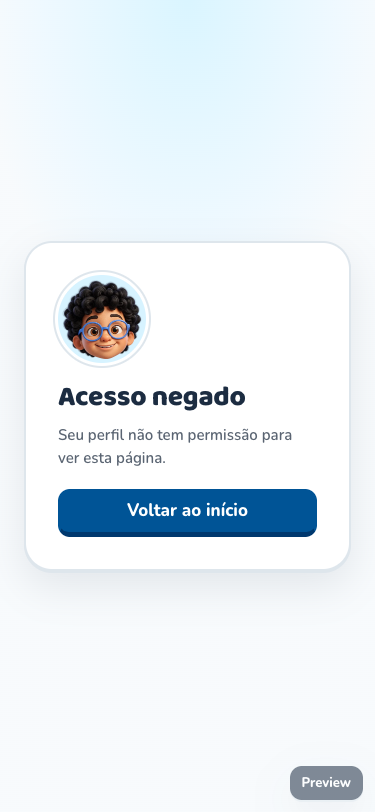 Acesso negado
Seu perfil não tem permissão para
ver esta página.
Voltar ao início
Preview